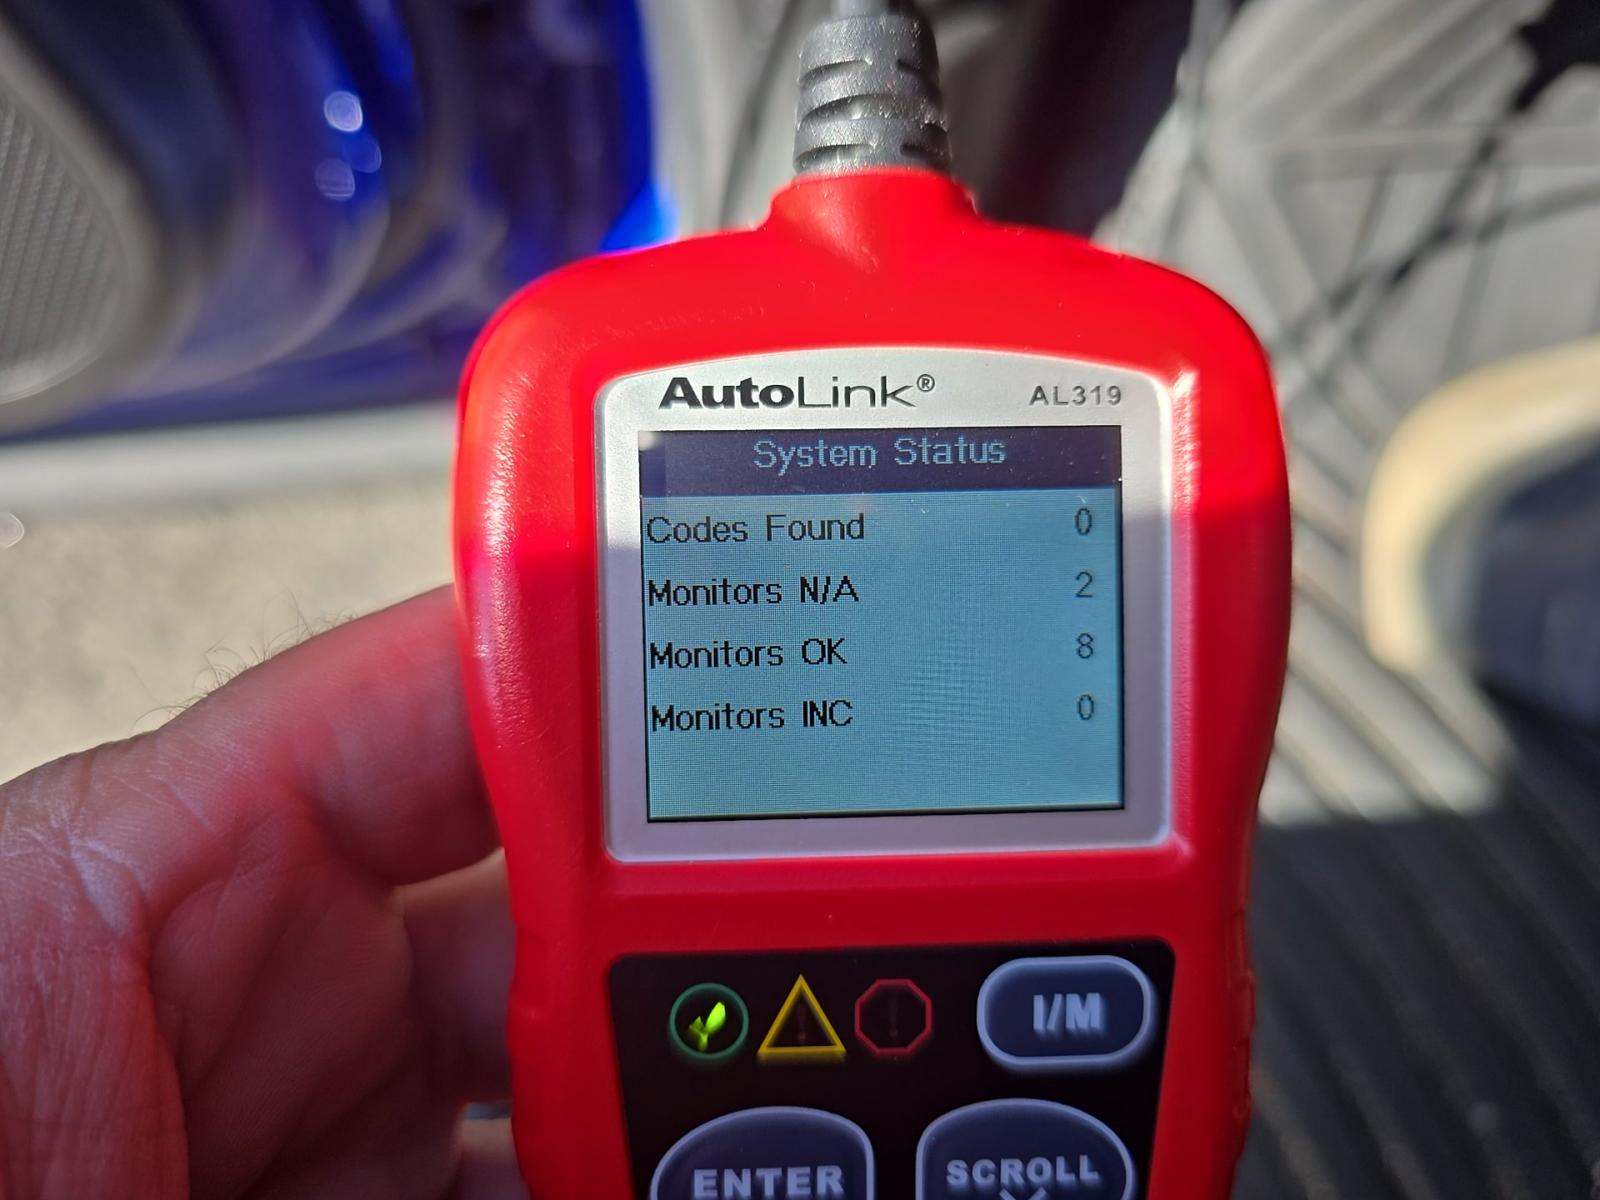 AutoLink® AL319
System Status
Codes Found 0
Monitors N/A 2
Monitors OK 8
Monitors INC 0
I/M
ENTER SCROLL